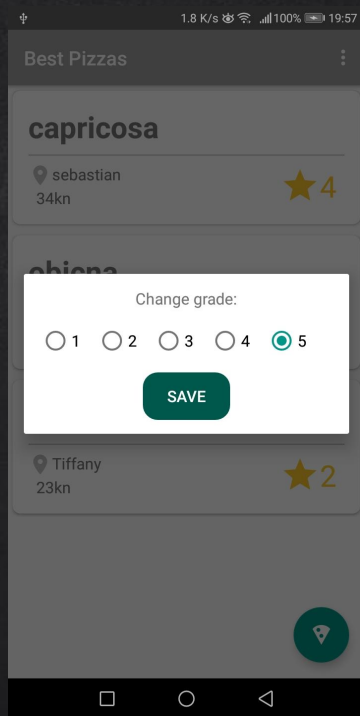 1.8 K/s 100% 19:57
Best Pizzas
capricosa
sebastian
34kn
4
obicna
Change grade:
1 2 3 4 5
SAVE
Tiffany
23kn
2